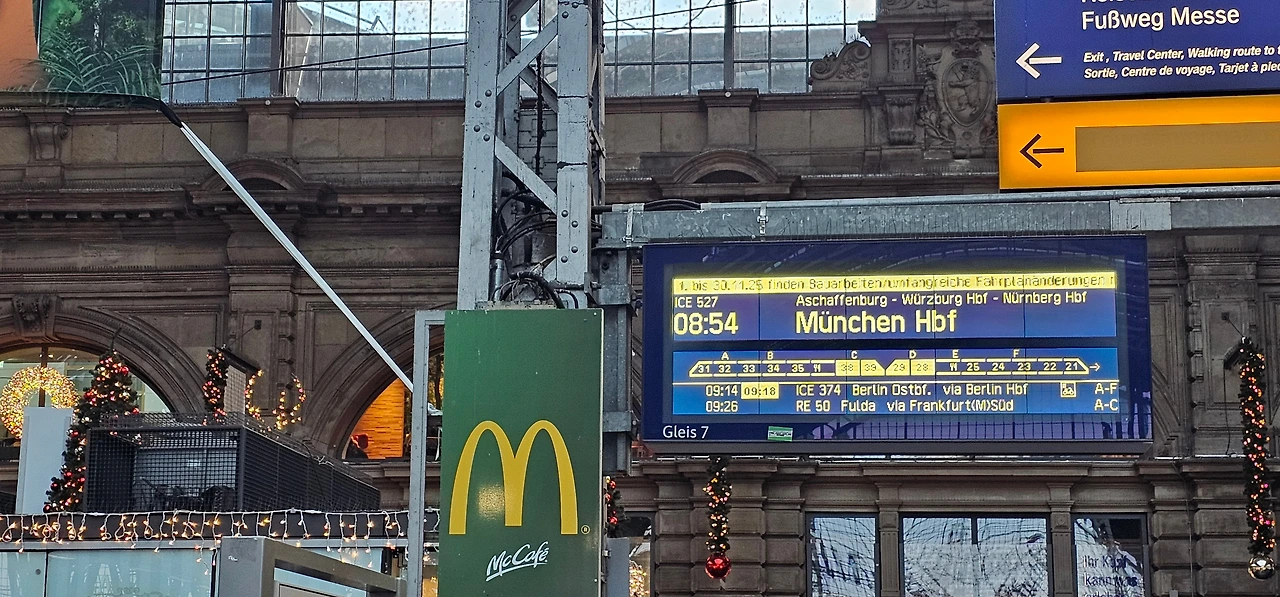 Fußweg Messe
Exit , Travel Center, Walking route to
Sortie, Centre de voyage, Tarjet à pied
1. bis 30.11.25 finden Bauarbeiten/umfangreiche Fahrplanänderungen
ICE 527 Aschaffenburg - Würzburg Hbf - Nürnberg Hbf
08:54 München Hbf
A B C D E F
31 32 33 34 35 38 39 29 28 25 24 23 22 21
09:14 09:18 ICE 374 Berlin Ostbf. via Berlin Hbf A-F
09:26 RE 50 Fulda via Frankfurt(M)Süd A-C
Gleis 7
M
McCafé
Ihr
kann